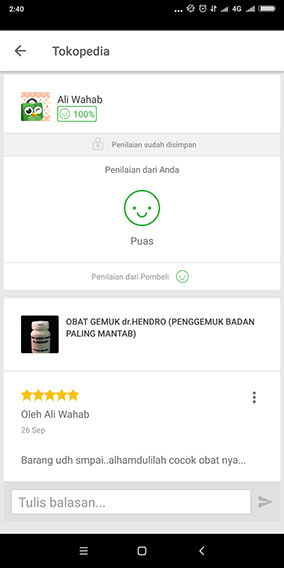 2:40
4G
68
Tokopedia
Ali Wahab
100%
Penilaian sudah disimpan
Penilaian dari Anda
Puas
Penilaian dari Pembeli
OBAT GEMUK dr.HENDRO (PENGGEMUK BADAN
PALING MANTAB)
Oleh Ali Wahab
26 Sep
Barang udh smpai..alhamdulilah cocok obat nya...
Tulis balasan...